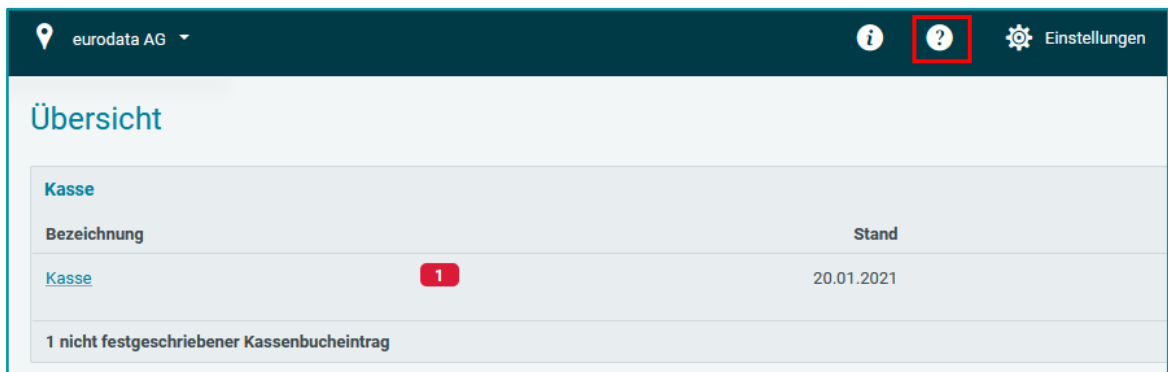 eurodata AG
i
?
Einstellungen
Übersicht
Kasse
Bezeichnung Stand
Kasse 1 20.01.2021
1 nicht festgeschriebener Kassenbucheintrag